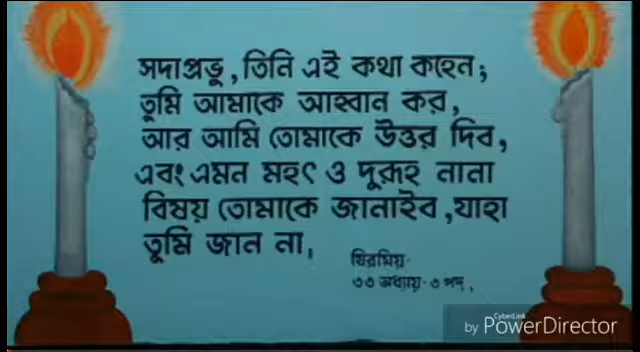 সদাপ্রভু, তিনি এই কথা কহেন;
তুমি আমাকে আহ্বান কর,
আর আমি তোমাকে উত্তর দিব,
এবং এমন মহৎ ও দুরূহ নানা
বিষয় তোমাকে জানাইব, যাহা
তুমি জান না,
যিরমিয়-
৩৩ অধ্যায়-৩ পদ,
CyberLink
by PowerDirector